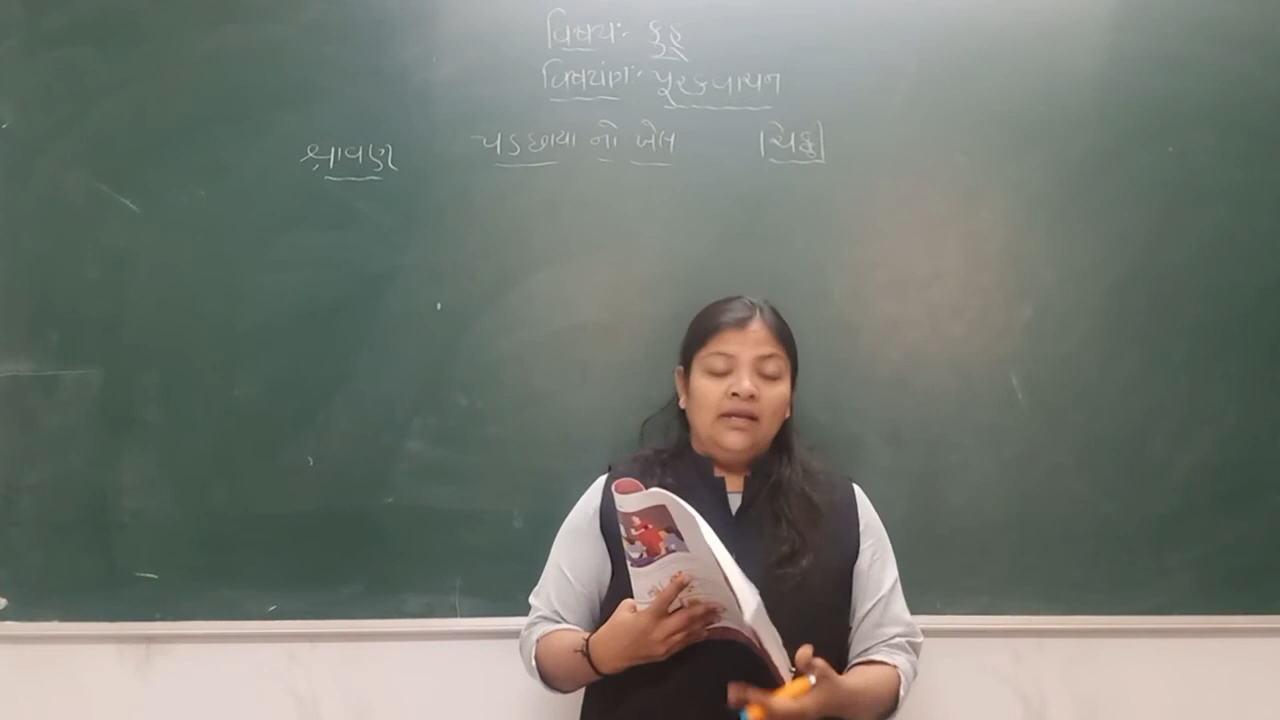 વિષય:- કુહૂ
વિષયાંગ:- પૂરકવાચન
શ્રાવણ પડછાયા નો ખેલ [ચિહ્ન]